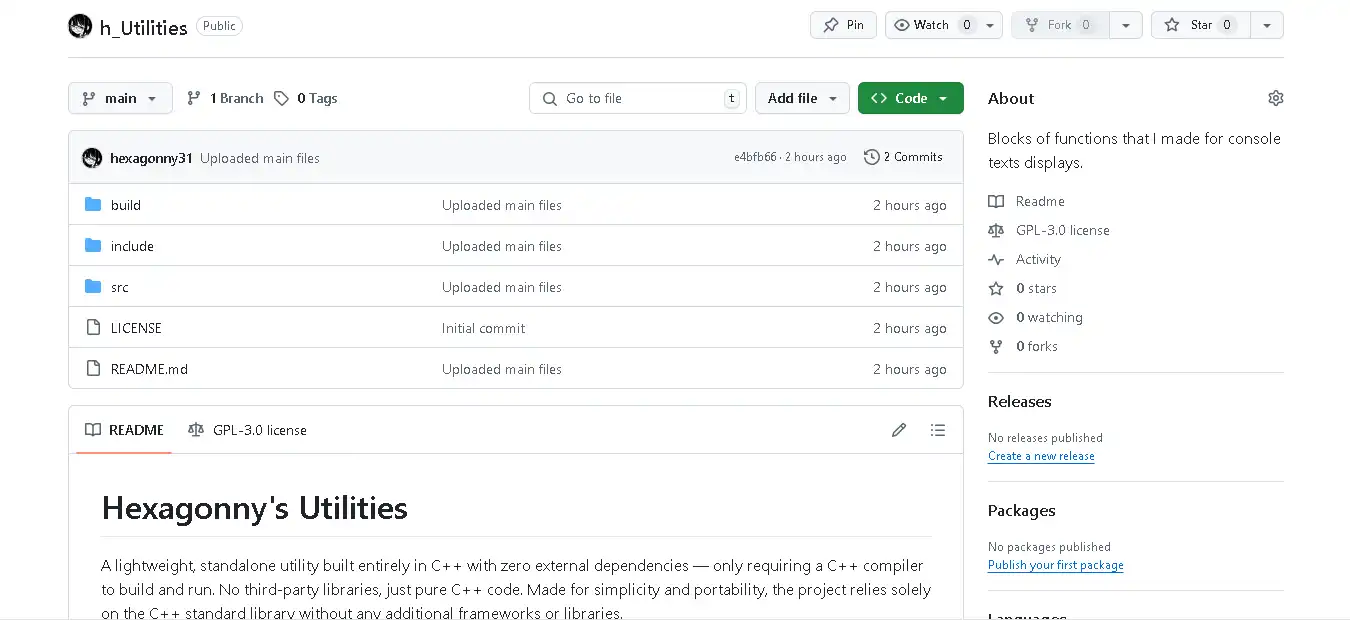 h_Utilities Public Pin Watch 0 Fork 0 Star 0
main 1 Branch 0 Tags Go to file t Add file Code
hexagonny31 Uploaded main files e4bfb66 · 2 hours ago 2 Commits
build Uploaded main files 2 hours ago
include Uploaded main files 2 hours ago
src Uploaded main files 2 hours ago
LICENSE Initial commit 2 hours ago
README.md Uploaded main files 2 hours ago
README GPL-3.0 license
Hexagonny's Utilities
A lightweight, standalone utility built entirely in C++ with zero external dependencies — only requiring a C++ compiler
to build and run. No third-party libraries, just pure C++ code. Made for simplicity and portability, the project relies solely
on the C++ standard library without any additional frameworks or libraries.
About
Blocks of functions that I made for console
texts displays.
Readme
GPL-3.0 license
Activity
0 stars
0 watching
0 forks
Releases
No releases published
Create a new release
Packages
No packages published
Publish your first package
Languages